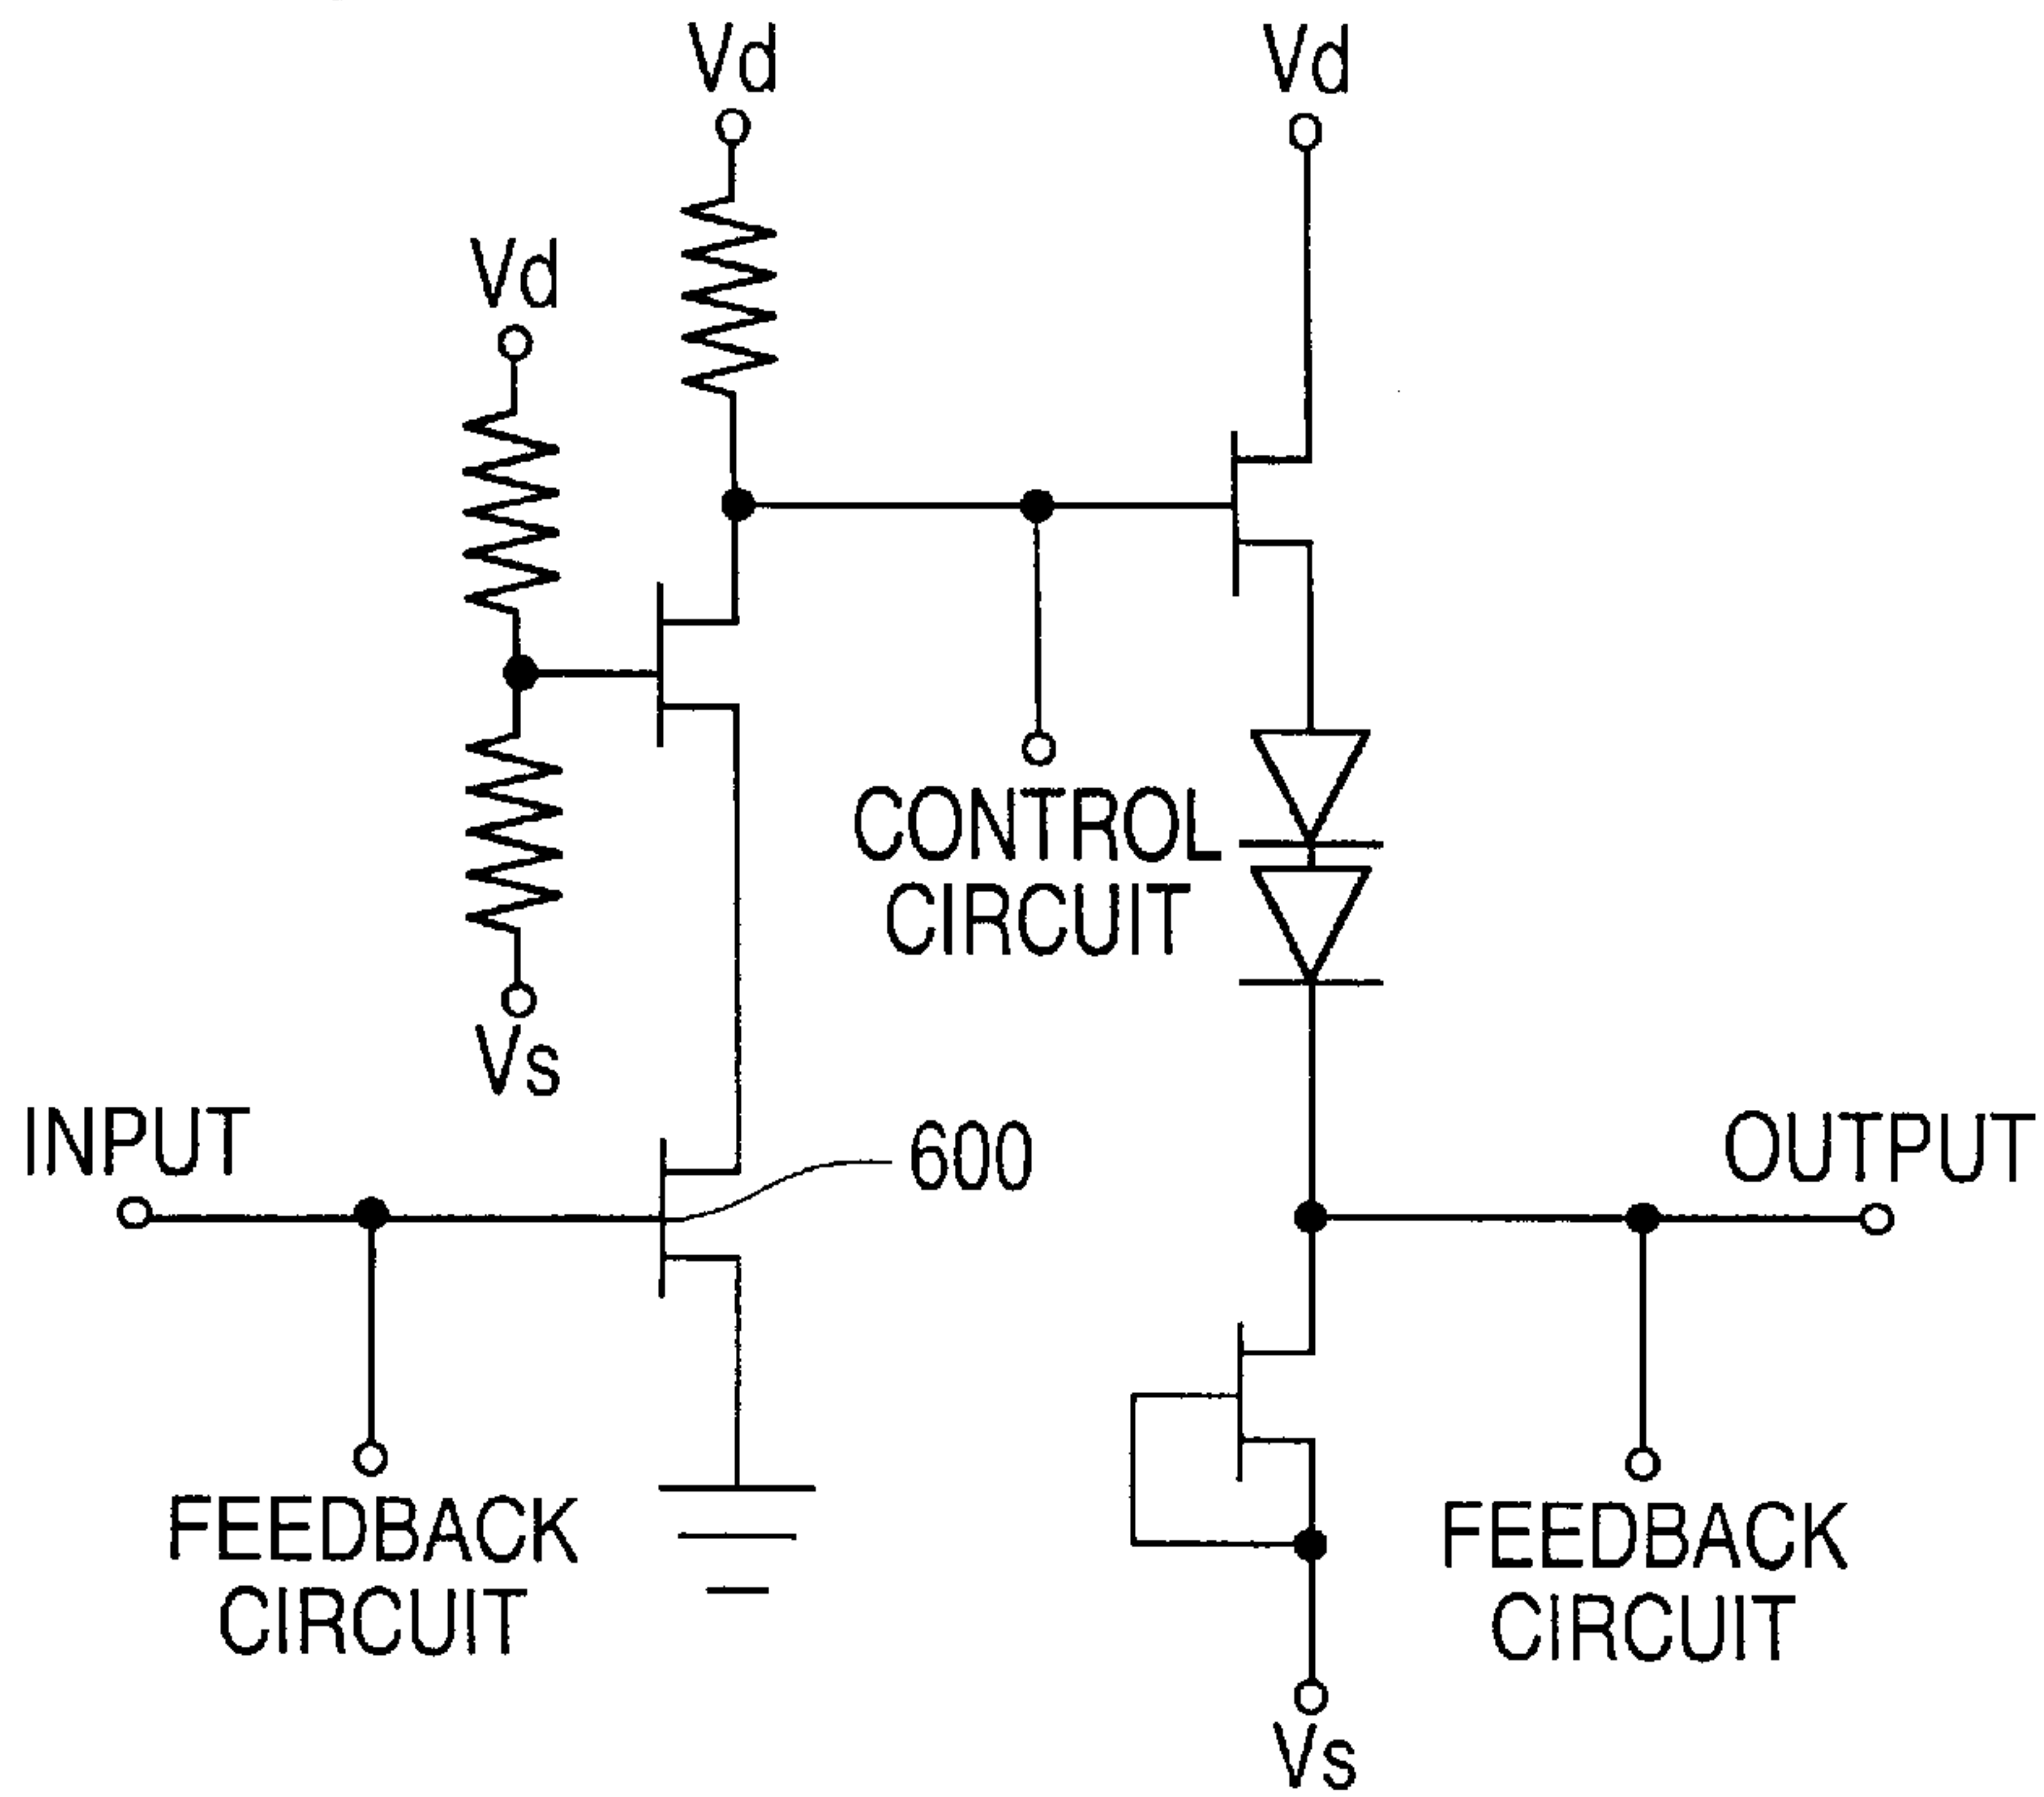 Vd
Vd
Vd
CONTROL
CIRCUIT
Vs
INPUT
600
OUTPUT
FEEDBACK
CIRCUIT
FEEDBACK
CIRCUIT
Vs